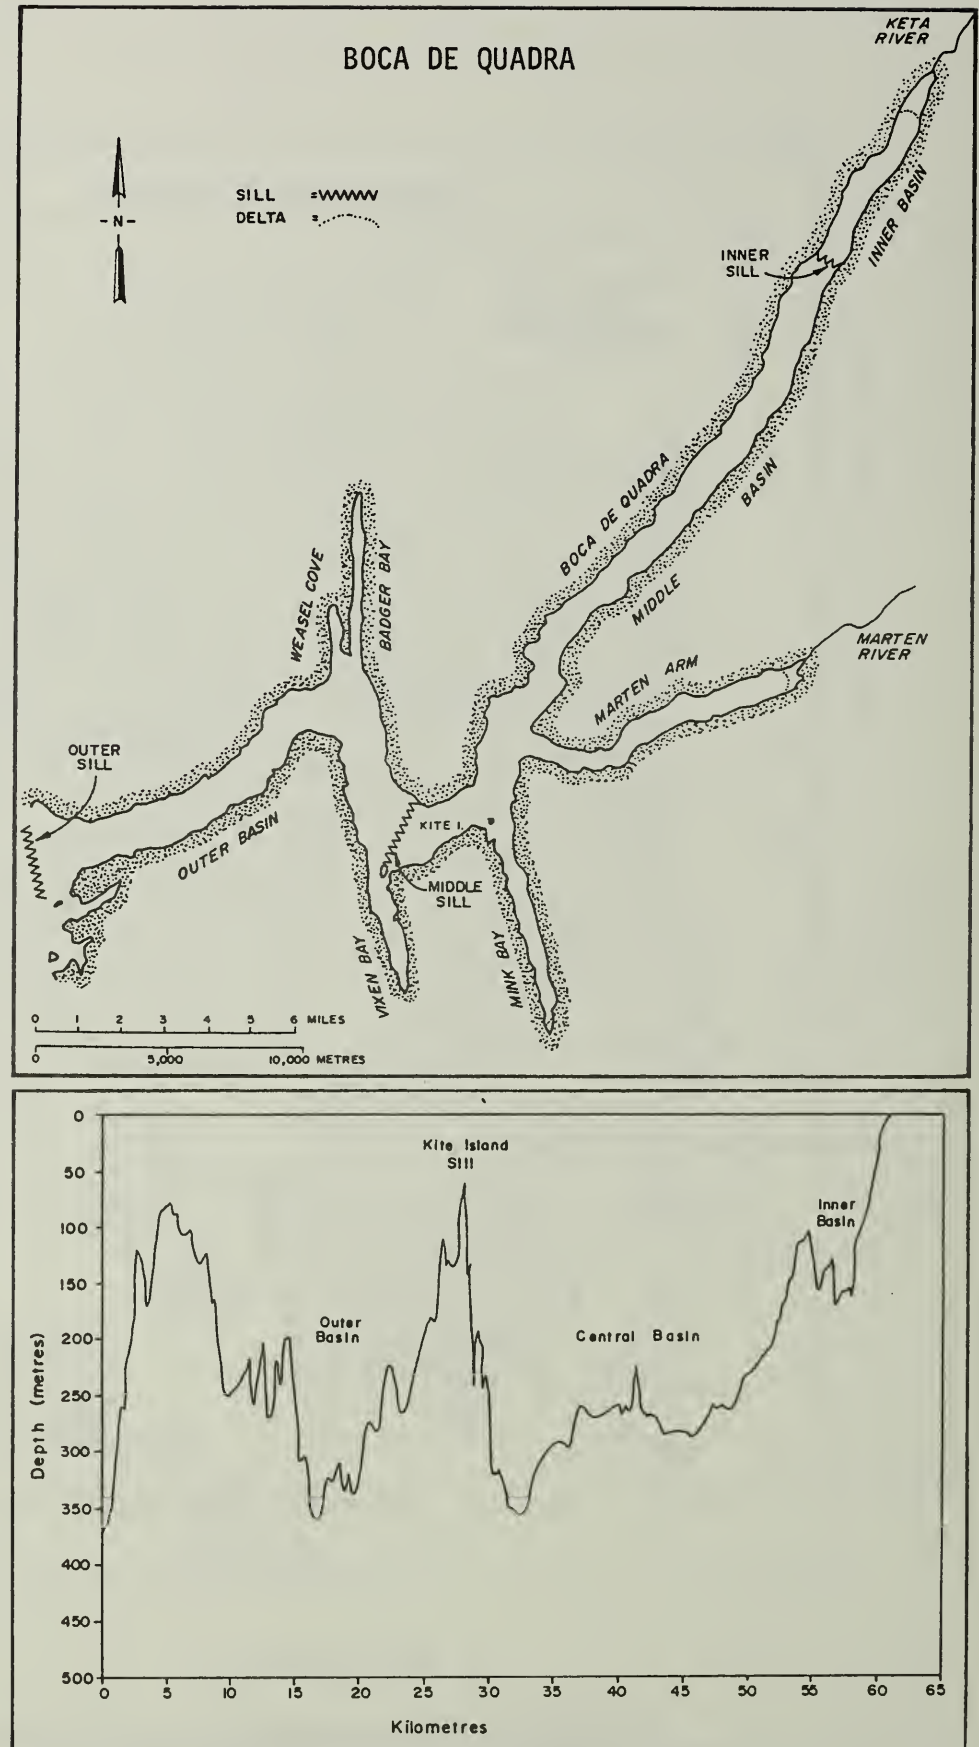 BOCA DE QUADRA
KETA
RIVER
- N -
SILL =
DELTA =
INNER
SILL
INNER BASIN
BOCA DE QUADRA
BASIN
MIDDLE
WEASEL COVE
BADGER BAY
MARTEN
RIVER
MARTEN ARM
OUTER
SILL
OUTER BASIN
KITE I.
MIDDLE
SILL
VIXEN BAY
MINK BAY
0 1 2 3 4 5 6 MILES
0 5,000 10,000 METRES
Kite Island
Sill
Inner
Basin
Outer
Basin
Central Basin
Depth (metres)
0
50
100
150
200
250
300
350
400
450
500
0 5 10 15 20 25 30 35 40 45 50 55 60 65
Kilometres